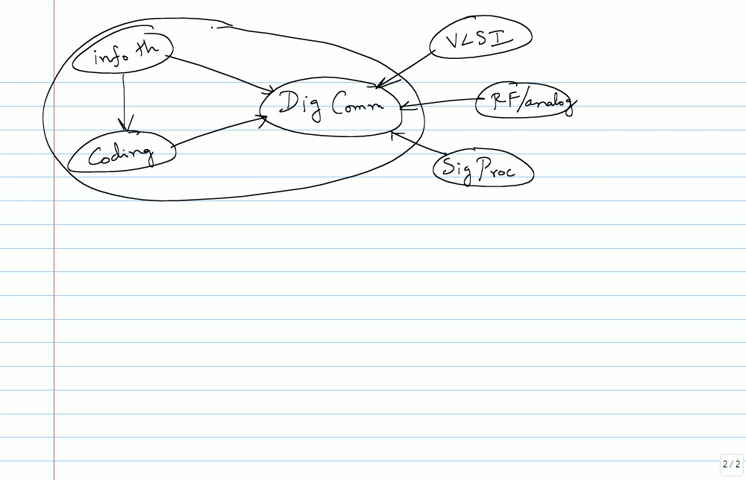 info th
VLSI
Dig Comm
RF/analog
Coding
Sig Proc
2/2